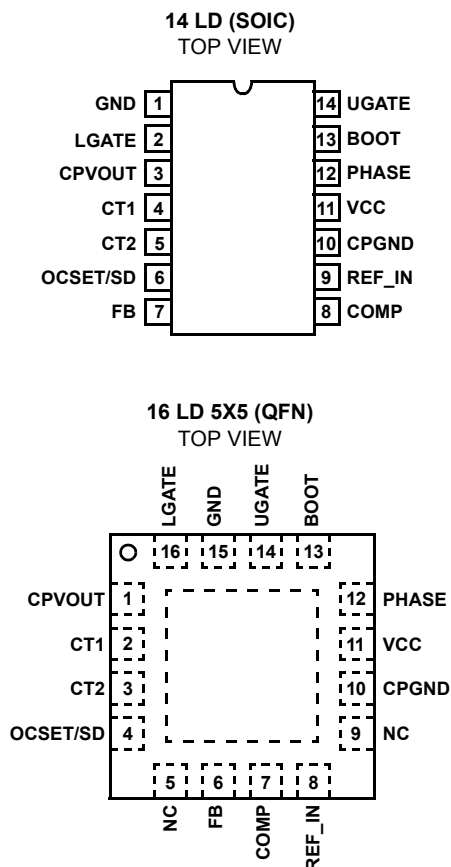 14 LD (SOIC)
TOP VIEW
GND 1 14 UGATE
LGATE 2 13 BOOT
CPVOUT 3 12 PHASE
CT1 4 11 VCC
CT2 5 10 CPGND
OCSET/SD 6 9 REF_IN
FB 7 8 COMP
16 LD 5X5 (QFN)
TOP VIEW
LGATE GND UGATE BOOT
16 15 14 13
CPVOUT 1 12 PHASE
CT1 2 11 VCC
CT2 3 10 CPGND
OCSET/SD 4 9 NC
5 6 7 8
NC FB COMP REF_IN